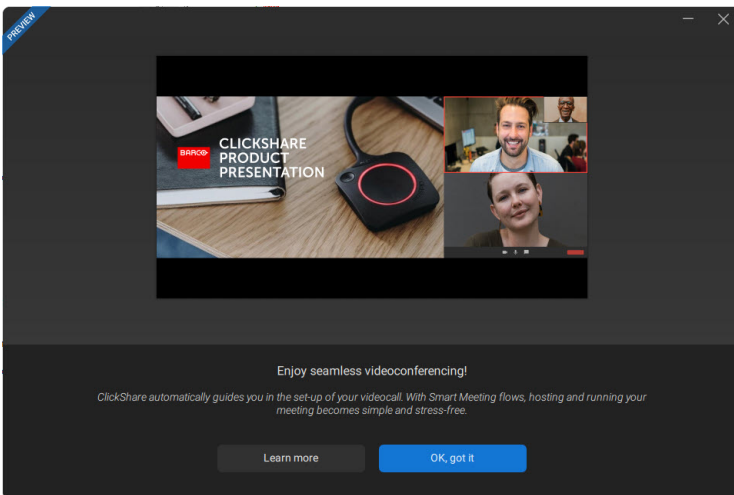 PREVIEW
BARCO
CLICKSHARE
PRODUCT
PRESENTATION
Enjoy seamless videoconferencing!
ClickShare automatically guides you in the set-up of your videocall. With Smart Meeting flows, hosting and running your
meeting becomes simple and stress-free.
Learn more
OK, got it